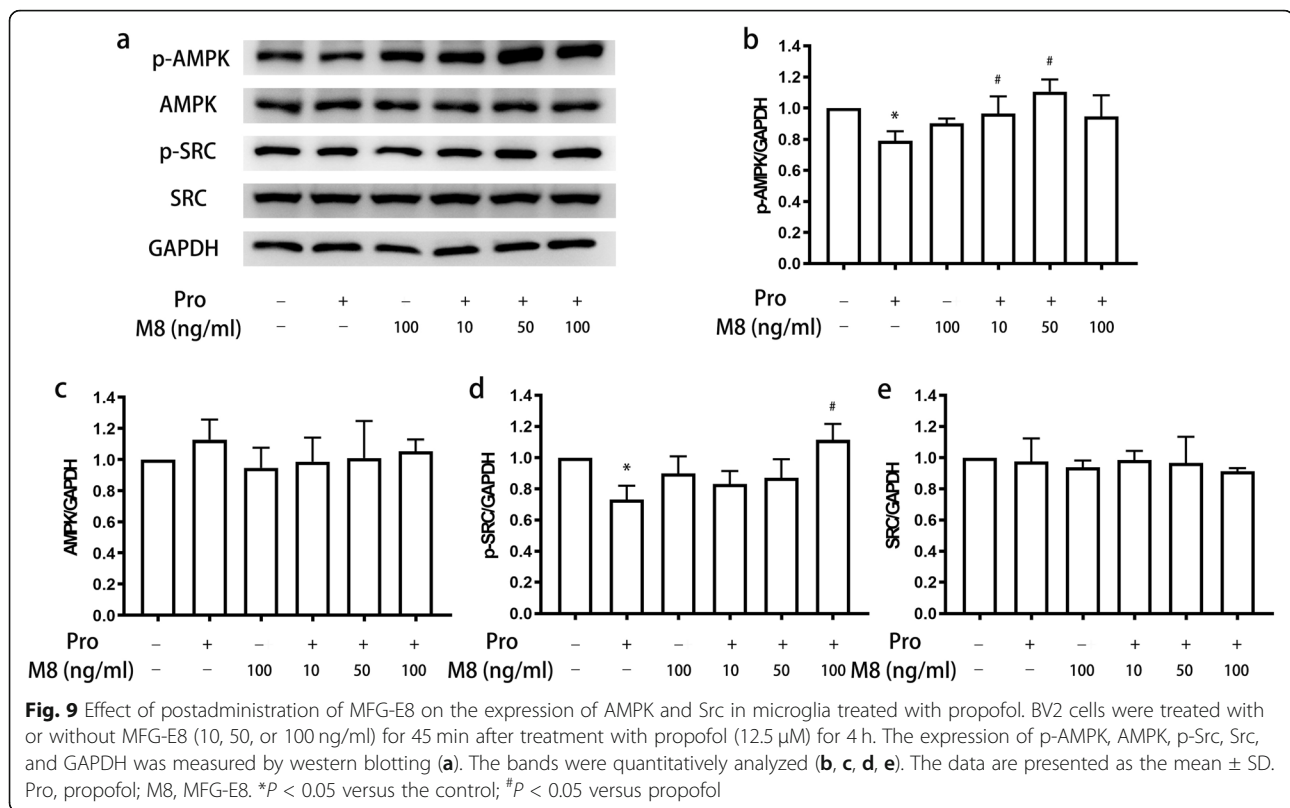 a
p-AMPK
AMPK
p-SRC
SRC
GAPDH
Pro – + – + + +
M8 (ng/ml) – – 100 10 50 100
b
p-AMPK/GAPDH
1.4
1.2
1.0
0.8
0.6
0.4
0.2
0.0
* # #
– + – + + +
– – 100 10 50 100
c
AMPK/GAPDH
1.4
1.2
1.0
0.8
0.6
0.4
0.2
0.0
Pro – + – + + +
M8 (ng/ml) – – 100 10 50 100
d
p-SRC/GAPDH
1.4
1.2
1.0
0.8
0.6
0.4
0.2
0.0
* #
Pro – + – + + +
M8 (ng/ml) – – 100 10 50 100
e
SRC/GAPDH
1.4
1.2
1.0
0.8
0.6
0.4
0.2
0.0
Pro – + – + + +
M8 (ng/ml) – – 100 10 50 100
Fig. 9 Effect of postadministration of MFG-E8 on the expression of AMPK and Src in microglia treated with propofol. BV2 cells were treated with
or without MFG-E8 (10, 50, or 100 ng/ml) for 45 min after treatment with propofol (12.5 μM) for 4 h. The expression of p-AMPK, AMPK, p-Src, Src,
and GAPDH was measured by western blotting (a). The bands were quantitatively analyzed (b, c, d, e). The data are presented as the mean ± SD.
Pro, propofol; M8, MFG-E8. *P < 0.05 versus the control; #P < 0.05 versus propofol